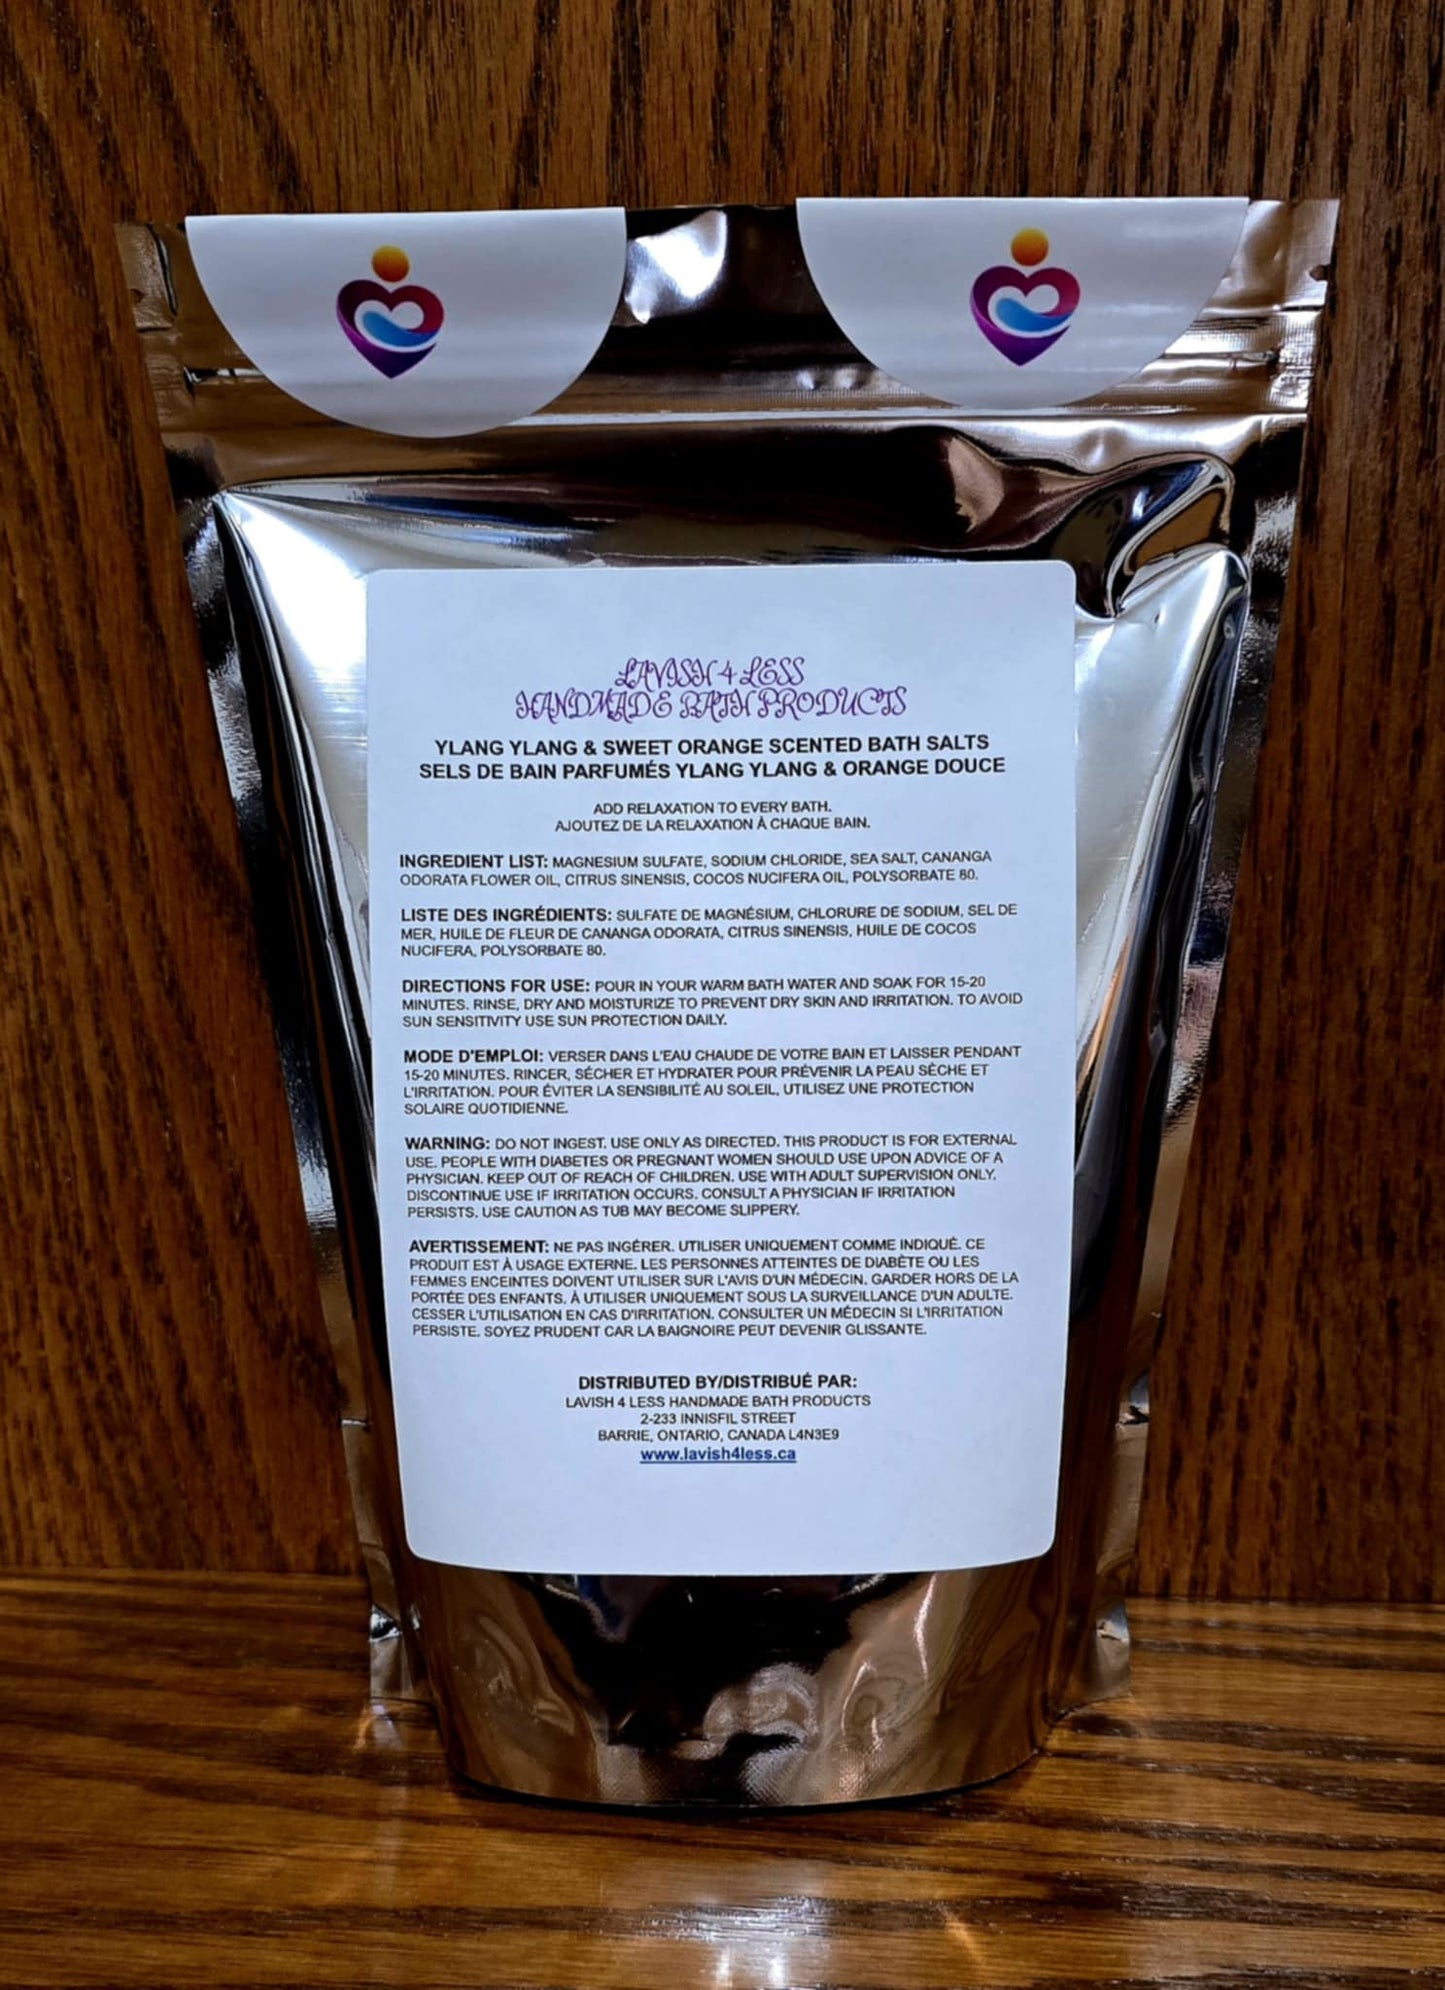 LAVISH 4 LESS
HANDMADE BATH PRODUCTS
YLANG YLANG & SWEET ORANGE SCENTED BATH SALTS
SELS DE BAIN PARFUMÉS YLANG YLANG & ORANGE DOUCE
ADD RELAXATION TO EVERY BATH.
AJOUTEZ DE LA RELAXATION À CHAQUE BAIN.
INGREDIENT LIST: MAGNESIUM SULFATE, SODIUM CHLORIDE, SEA SALT, CANANGA
ODORATA FLOWER OIL, CITRUS SINENSIS, COCOS NUCIFERA OIL, POLYSORBATE 80.
LISTE DES INGRÉDIENTS: SULFATE DE MAGNÉSIUM, CHLORURE DE SODIUM, SEL DE
MER, HUILE DE FLEUR DE CANANGA ODORATA, CITRUS SINENSIS, HUILE DE COCOS
NUCIFERA, POLYSORBATE 80.
DIRECTIONS FOR USE: POUR IN YOUR WARM BATH WATER AND SOAK FOR 15-20
MINUTES. RINSE, DRY AND MOISTURIZE TO PREVENT DRY SKIN AND IRRITATION. TO AVOID
SUN SENSITIVITY USE SUN PROTECTION DAILY.
MODE D'EMPLOI: VERSER DANS L'EAU CHAUDE DE VOTRE BAIN ET LAISSER PENDANT
15-20 MINUTES. RINCER, SÉCHER ET HYDRATER POUR PRÉVENIR LA PEAU SÈCHE ET
L'IRRITATION. POUR ÉVITER LA SENSIBILITÉ AU SOLEIL, UTILISEZ UNE PROTECTION
SOLAIRE QUOTIDIENNE.
WARNING: DO NOT INGEST. USE ONLY AS DIRECTED. THIS PRODUCT IS FOR EXTERNAL
USE. PEOPLE WITH DIABETES OR PREGNANT WOMEN SHOULD USE UPON ADVICE OF A
PHYSICIAN. KEEP OUT OF REACH OF CHILDREN. USE WITH ADULT SUPERVISION ONLY.
DISCONTINUE USE IF IRRITATION OCCURS. CONSULT A PHYSICIAN IF IRRITATION
PERSISTS. USE CAUTION AS TUB MAY BECOME SLIPPERY.
AVERTISSEMENT: NE PAS INGÉRER. UTILISER UNIQUEMENT COMME INDIQUÉ. CE
PRODUIT EST À USAGE EXTERNE. LES PERSONNES ATTEINTES DE DIABÈTE OU LES
FEMMES ENCEINTES DOIVENT UTILISER SUR L'AVIS D'UN MÉDECIN. GARDER HORS DE LA
PORTÉE DES ENFANTS. À UTILISER UNIQUEMENT SOUS LA SURVEILLANCE D'UN ADULTE.
CESSER L'UTILISATION EN CAS D'IRRITATION. CONSULTER UN MÉDECIN SI L'IRRITATION
PERSISTE. SOYEZ PRUDENT CAR LA BAIGNOIRE PEUT DEVENIR GLISSANTE.
DISTRIBUTED BY/DISTRIBUÉ PAR:
LAVISH 4 LESS HANDMADE BATH PRODUCTS
2-233 INNISFIL STREET
BARRIE, ONTARIO, CANADA L4N3E9
www.lavish4less.ca